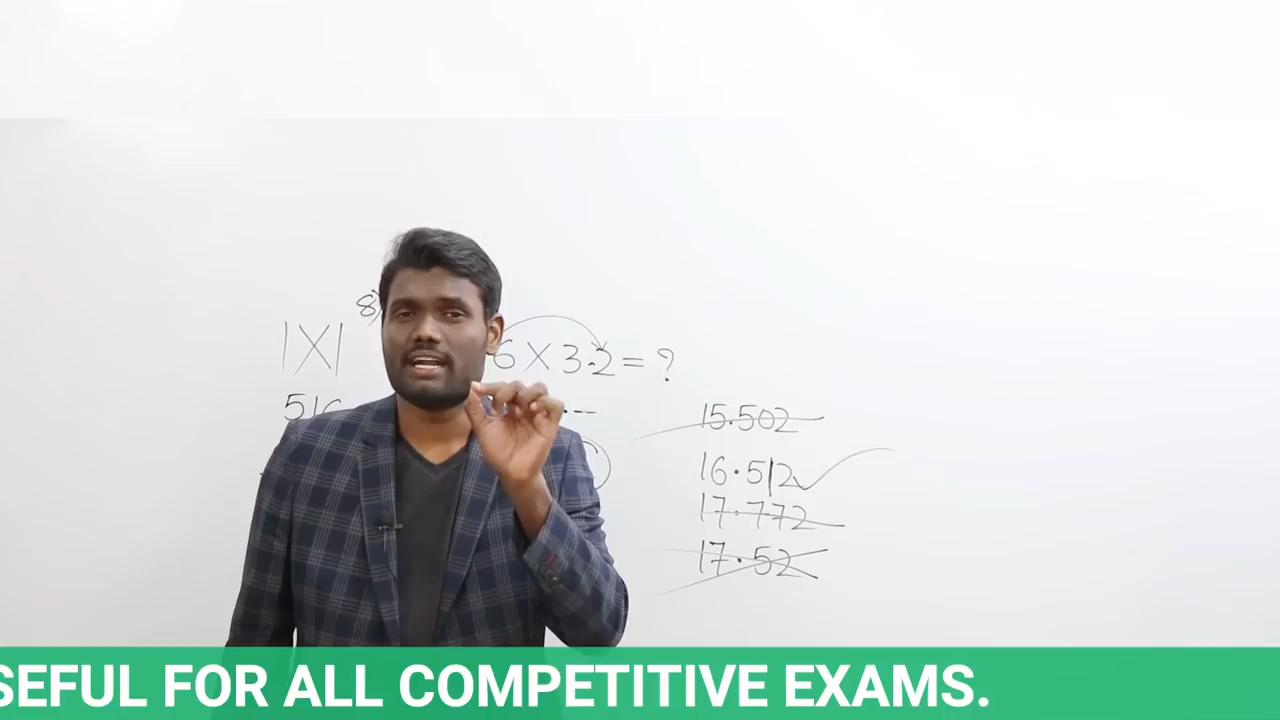 8)
1X1
6 X 3.2 = ?
516
15.502
16.512
17.772
17.52
SEFUL FOR ALL COMPETITIVE EXAMS.